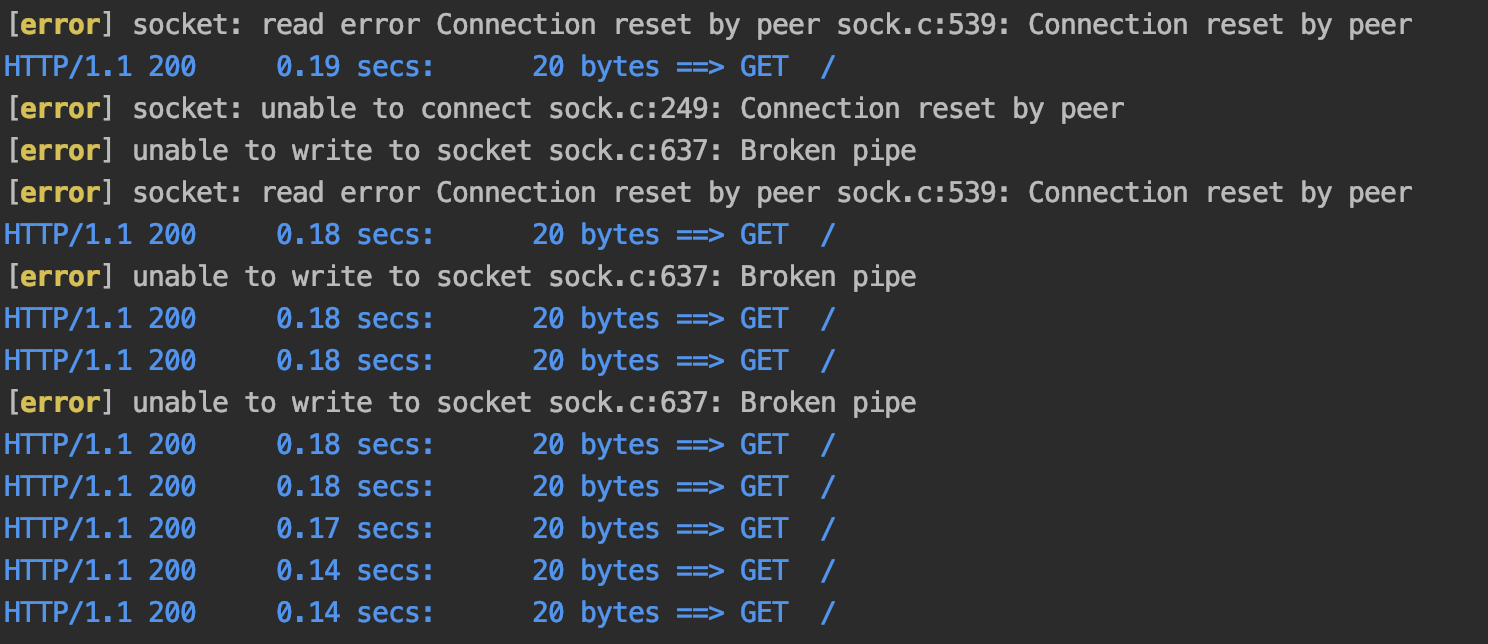 [error] socket: read error Connection reset by peer sock.c:539: Connection reset by peer
HTTP/1.1 200     0.19 secs:      20 bytes ==> GET  /
[error] socket: unable to connect sock.c:249: Connection reset by peer
[error] unable to write to socket sock.c:637: Broken pipe
[error] socket: read error Connection reset by peer sock.c:539: Connection reset by peer
HTTP/1.1 200     0.18 secs:      20 bytes ==> GET  /
[error] unable to write to socket sock.c:637: Broken pipe
HTTP/1.1 200     0.18 secs:      20 bytes ==> GET  /
HTTP/1.1 200     0.18 secs:      20 bytes ==> GET  /
[error] unable to write to socket sock.c:637: Broken pipe
HTTP/1.1 200     0.18 secs:      20 bytes ==> GET  /
HTTP/1.1 200     0.18 secs:      20 bytes ==> GET  /
HTTP/1.1 200     0.17 secs:      20 bytes ==> GET  /
HTTP/1.1 200     0.14 secs:      20 bytes ==> GET  /
HTTP/1.1 200     0.14 secs:      20 bytes ==> GET  /